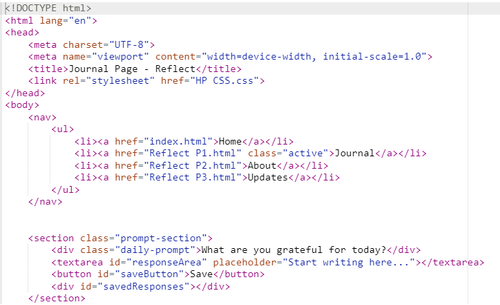 <!DOCTYPE html>
<html lang="en">
<head>
    <meta charset="UTF-8">
    <meta name="viewport" content="width=device-width, initial-scale=1.0">
    <title>Journal Page - Reflect</title>
    <link rel="stylesheet" href="HP CSS.css">
</head>
<body>
    <nav>
        <ul>
            <li><a href="index.html">Home</a></li>
            <li><a href="Reflect P1.html" class="active">Journal</a></li>
            <li><a href="Reflect P2.html">About</a></li>
            <li><a href="Reflect P3.html">Updates</a></li>
        </ul>
    </nav>
    <section class="prompt-section">
        <div class="daily-prompt">What are you grateful for today?</div>
        <textarea id="responseArea" placeholder="Start writing here..."></textarea>
        <button id="saveButton">Save</button>
        <div id="savedResponses"></div>
    </section>